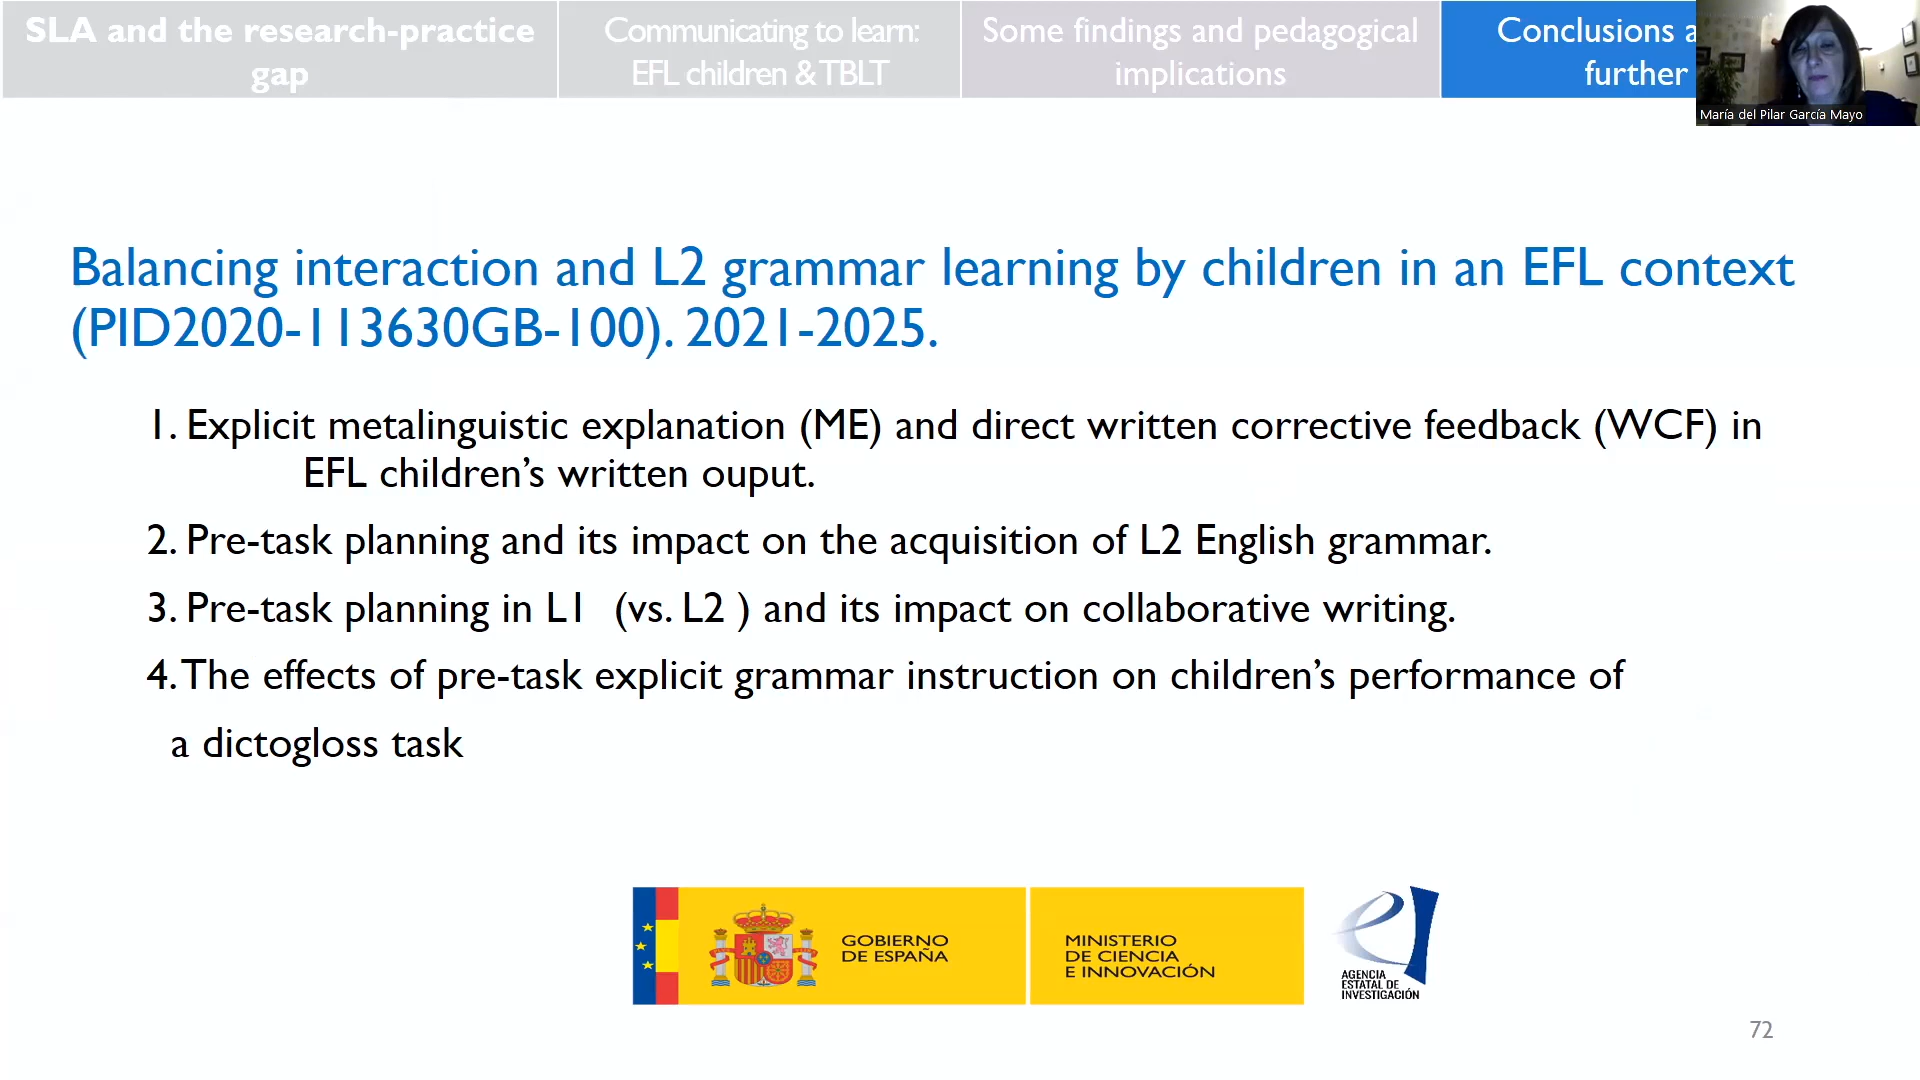 SLA and the research-practice
gap
Communicating to learn:
EFL children & TBLT
Some findings and pedagogical
implications
Conclusions a
further
María del Pilar García Mayo
Balancing interaction and L2 grammar learning by children in an EFL context
(PID2020-113630GB-100). 2021-2025.
1. Explicit metalinguistic explanation (ME) and direct written corrective feedback (WCF) in
EFL children’s written ouput.
2. Pre-task planning and its impact on the acquisition of L2 English grammar.
3. Pre-task planning in L1 (vs. L2 ) and its impact on collaborative writing.
4. The effects of pre-task explicit grammar instruction on children’s performance of
a dictogloss task
GOBIERNO
DE ESPAÑA
MINISTERIO
DE CIENCIA
E INNOVACIÓN
AGENCIA
ESTATAL DE
INVESTIGACIÓN
72